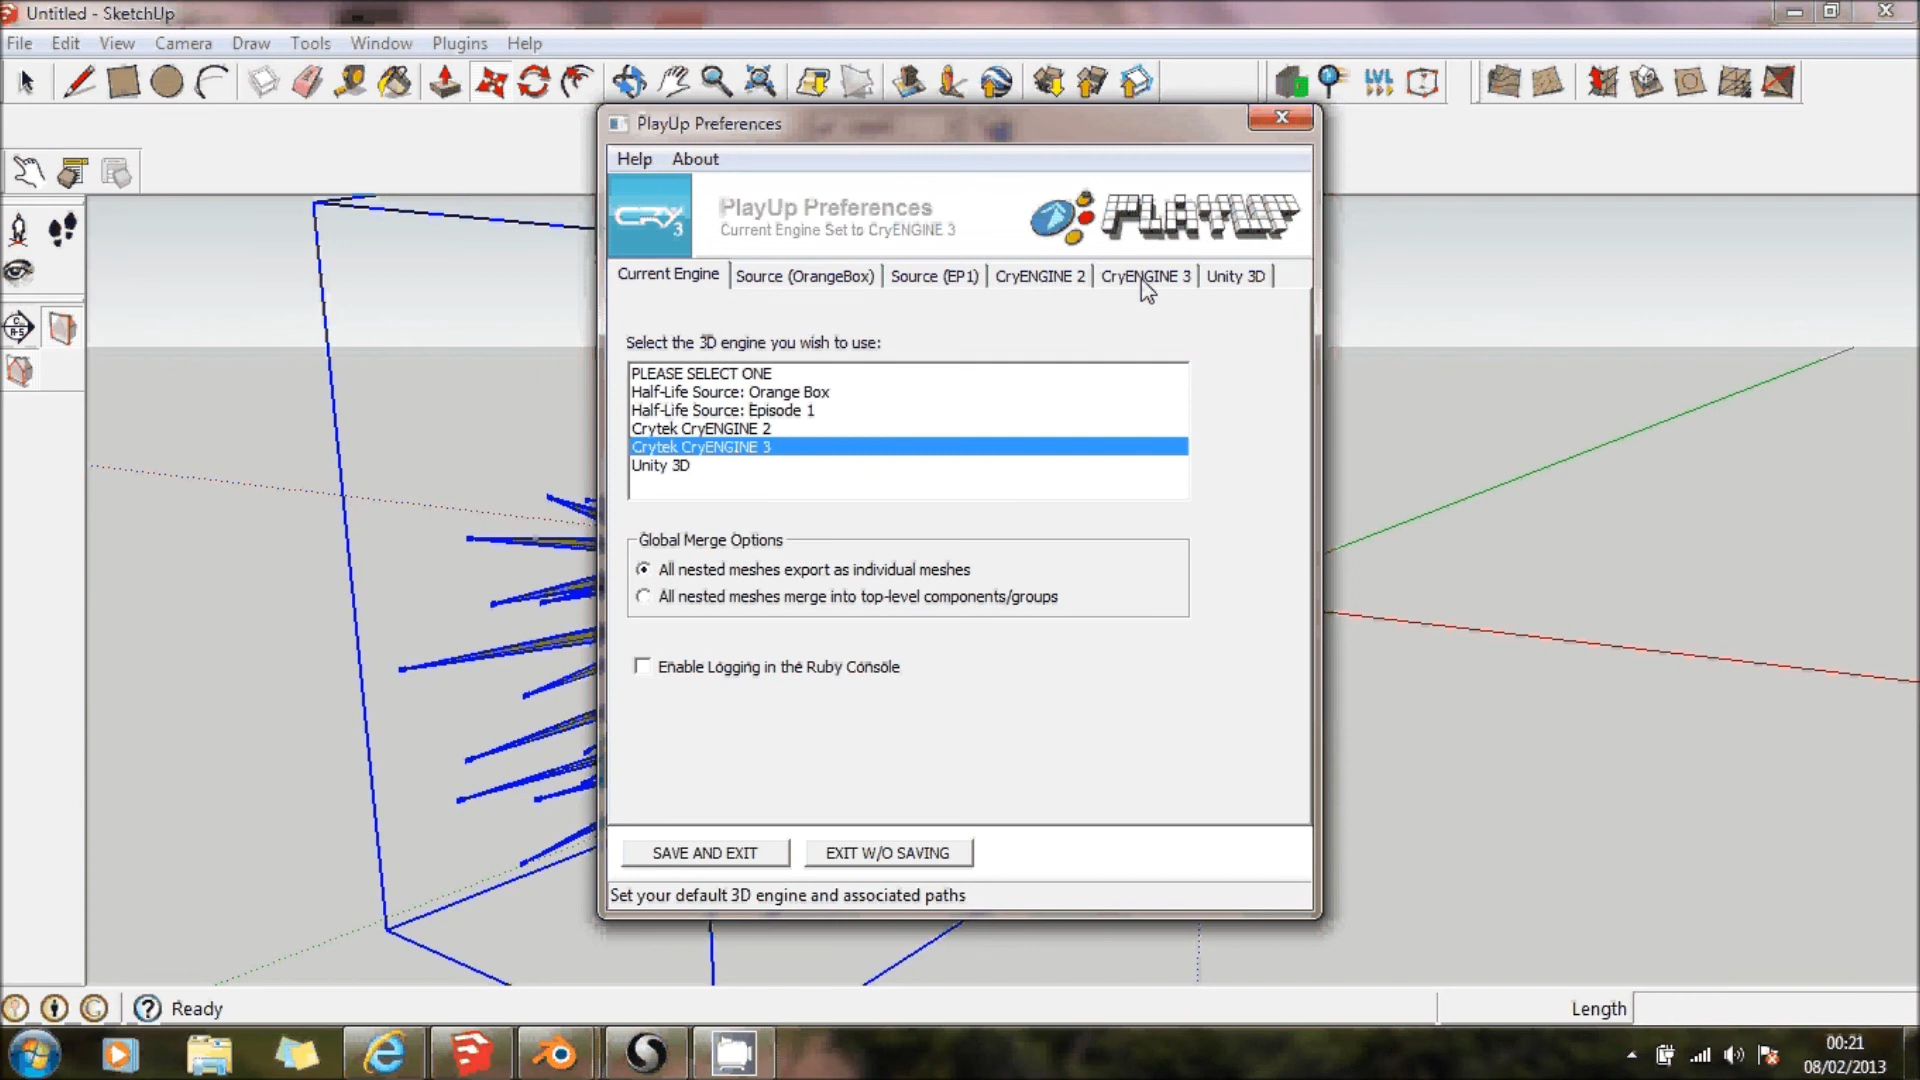 Untitled - SketchUp
File Edit View Camera Draw Tools Window Plugins Help
LVL
PlayUp Preferences
Help About
CRY 3
PlayUp Preferences
Current Engine Set to CryENGINE 3
PLAYUP
Current Engine Source (OrangeBox) Source (EP1) CryENGINE 2 CryENGINE 3 Unity 3D
Select the 3D engine you wish to use:
PLEASE SELECT ONE
Half-Life Source: Orange Box
Half-Life Source: Episode 1
Crytek CryENGINE 2
Crytek CryENGINE 3
Unity 3D
Global Merge Options
All nested meshes export as individual meshes
All nested meshes merge into top-level components/groups
Enable Logging in the Ruby Console
SAVE AND EXIT EXIT W/O SAVING
Set your default 3D engine and associated paths
Ready
Length
00:21
08/02/2013